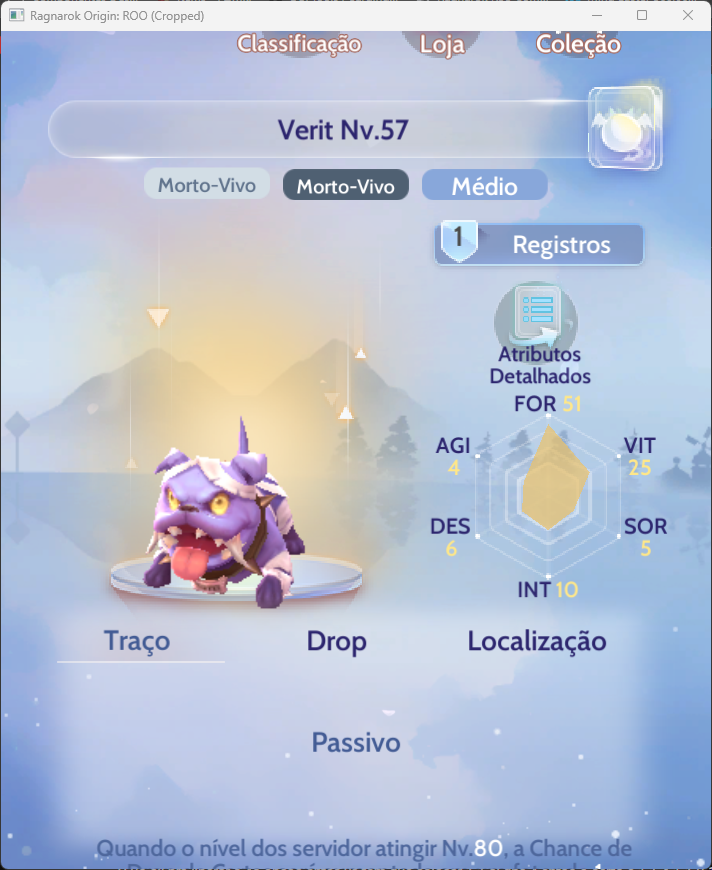 Ragnarok Origin: ROO (Cropped)
Classificação
Loja
Coleção
Verit Nv.57
Morto-Vivo
Morto-Vivo
Médio
1
Registros
Atributos
Detalhados
FOR 51
AGI
4
VIT
25
DES
6
SOR
5
INT 10
Traço
Drop
Localização
Passivo
Quando o nível dos servidor atingir Nv.80, a Chance de